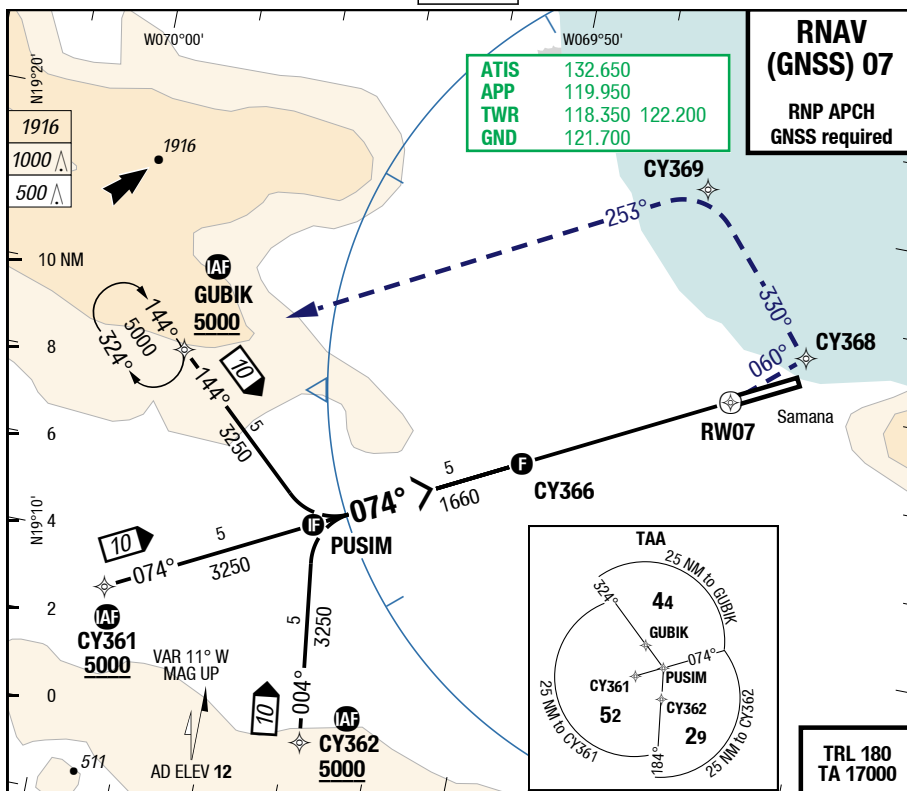 W070°00'
W069°50'
RNAV
(GNSS) 07
RNP APCH
GNSS required
N19°20'
ATIS 132.650
APP 119.950
TWR 118.350 122.200
GND 121.700
1916
1000
500
1916
CY369
253°
10 NM
IAF
GUBIK
5000
144°
5000
324°
330°
8
CY368
060°
144°
10
5
3250
6
RW07
Samana
N19°10'
4
074°
5
1660
F
CY366
IF
PUSIM
10
074°
5
3250
2
IAF
CY361
5000
5
3250
VAR 11° W
MAG UP
0
10
004°
IAF
CY362
5000
511
AD ELEV 12
TAA
25 NM to GUBIK
324°
44
GUBIK
074°
PUSIM
CY361
CY362
52
29
184°
25 NM to CY361
25 NM to CY362
TRL 180
TA 17000